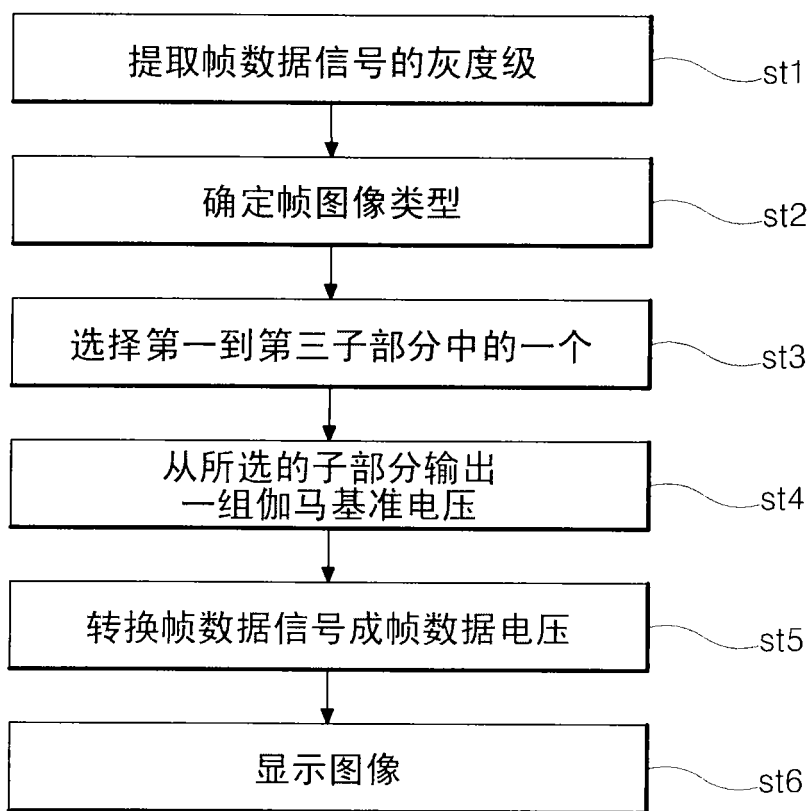 提取帧数据信号的灰度级
st1
确定帧图像类型
st2
选择第一到第三子部分中的一个
st3
从所选的子部分输出
一组伽马基准电压
st4
转换帧数据信号成帧数据电压
st5
显示图像
st6